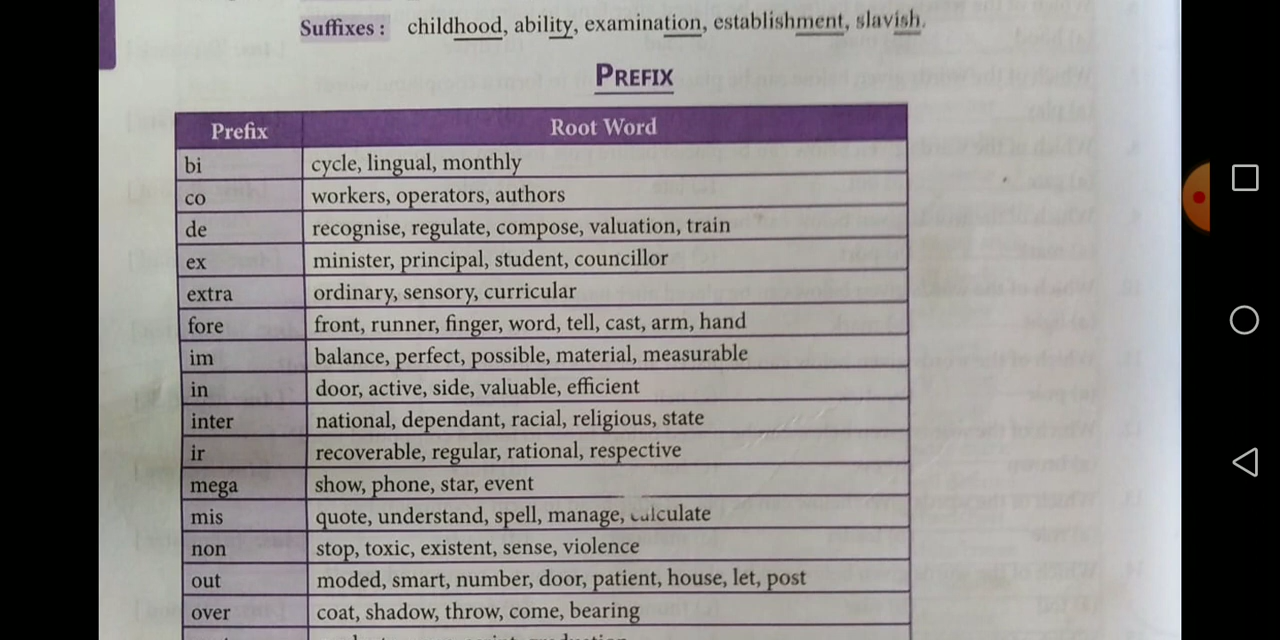 Suffixes : childhood, ability, examination, establishment, slavish.
PREFIX
Prefix Root Word
bi cycle, lingual, monthly
co workers, operators, authors
de recognise, regulate, compose, valuation, train
ex minister, principal, student, councillor
extra ordinary, sensory, curricular
fore front, runner, finger, word, tell, cast, arm, hand
im balance, perfect, possible, material, measurable
in door, active, side, valuable, efficient
inter national, dependant, racial, religious, state
ir recoverable, regular, rational, respective
mega show, phone, star, event
mis quote, understand, spell, manage, calculate
non stop, toxic, existent, sense, violence
out moded, smart, number, door, patient, house, let, post
over coat, shadow, throw, come, bearing